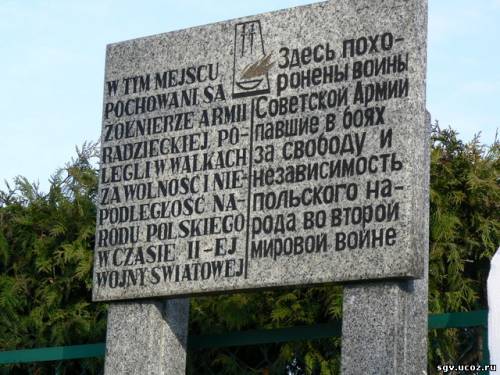 W TYM MEJSCU
POCHOWANI SĄ
ŻOŁNIERZE ARMII
RADZIECKIEJ, PO-
LEGLI W WALKACH
ZA WOLNOŚĆ I NIE-
PODLEGŁOŚĆ NA-
RODU POLSKIEGO
W CZASIE II-EJ
WOJNY ŚWIATOWEJ
Здесь похо-
ронены воины
Советской Армии
павшие в боях
за свободу и
независимость
польского на-
рода во второй
мировой войне
sgv.ucoz.ru